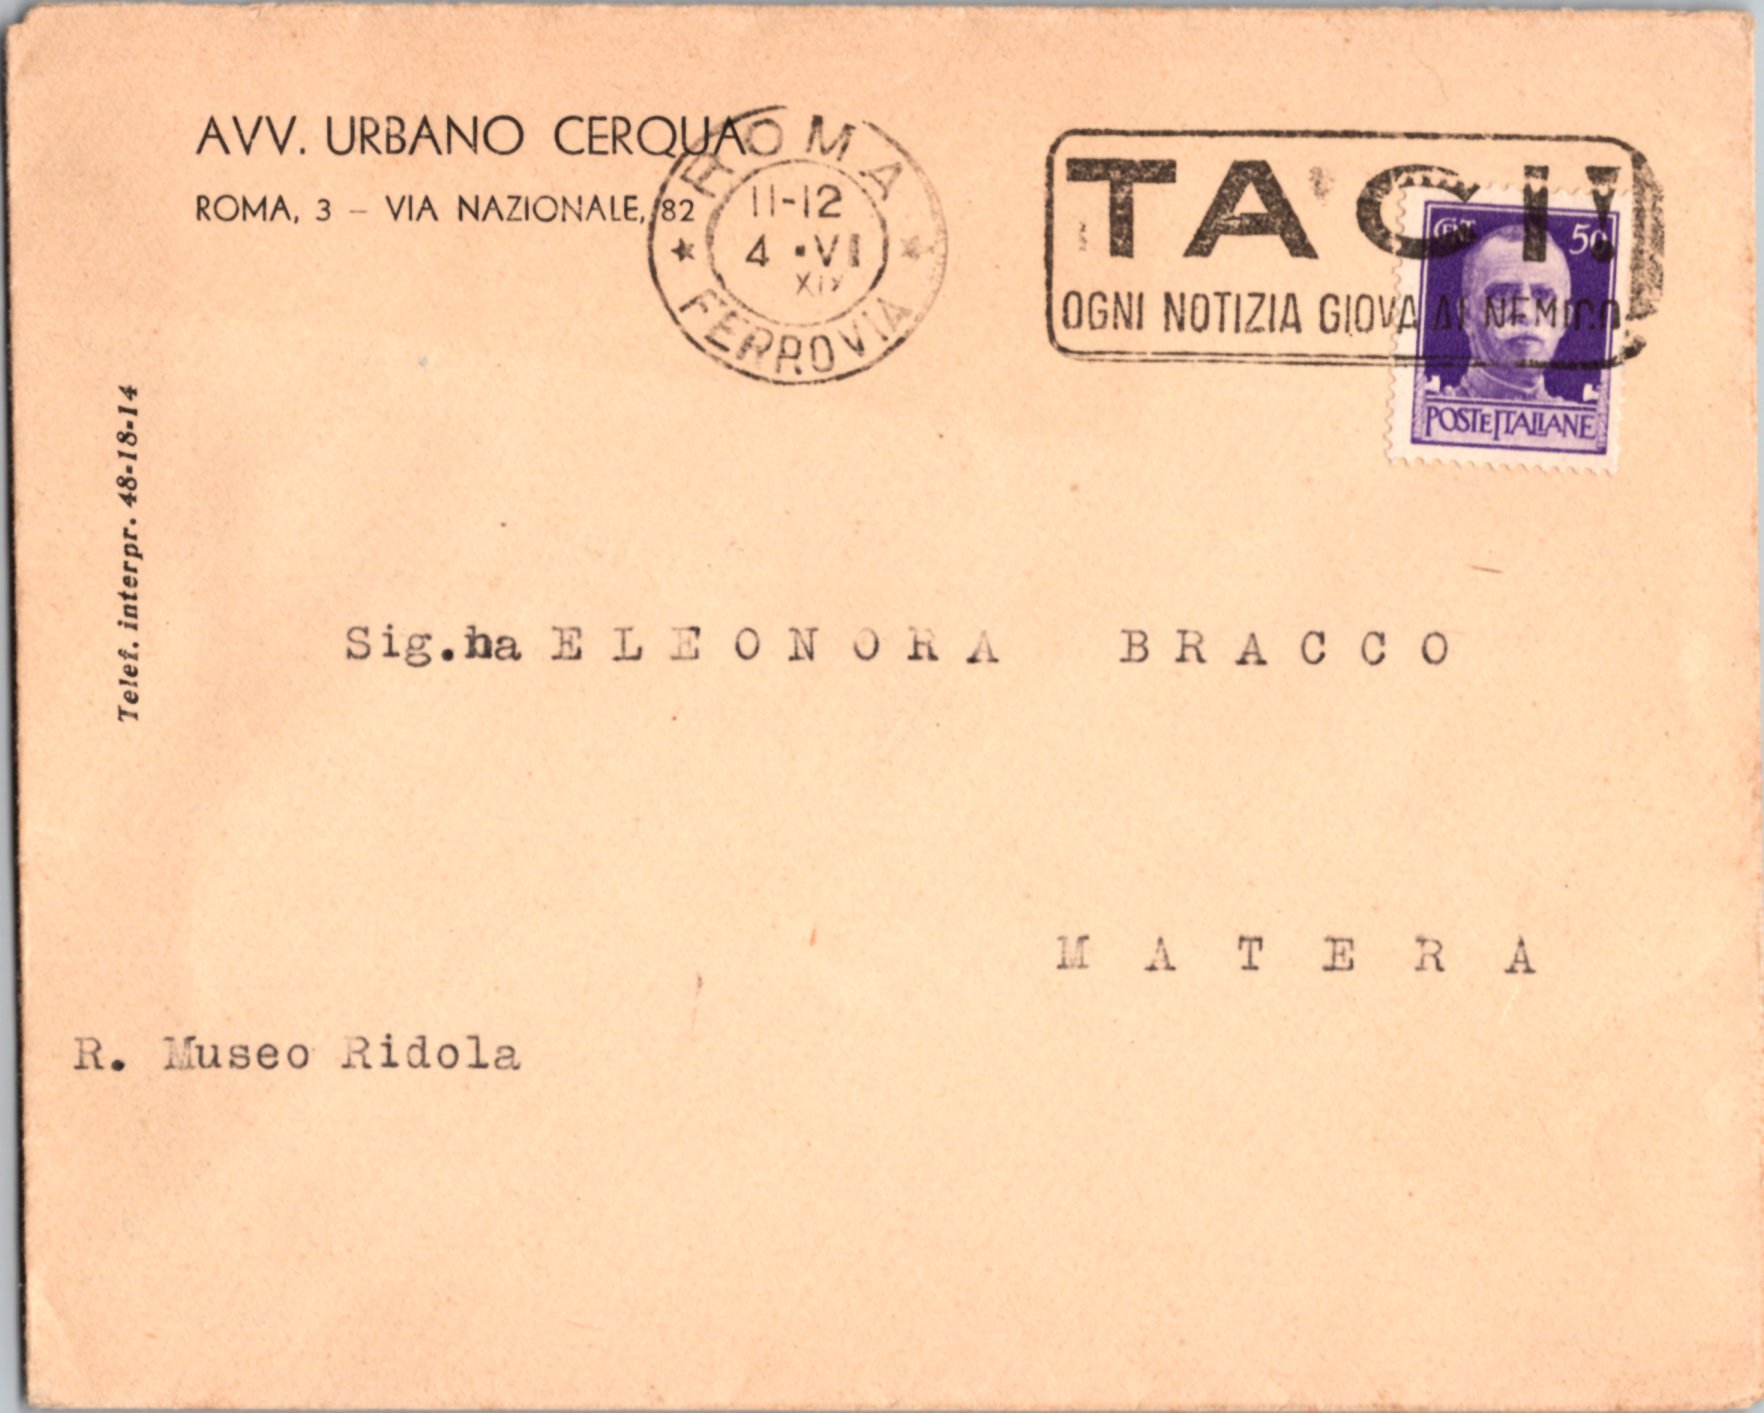 AVV. URBANO CERQUA
ROMA, 3 – VIA NAZIONALE, 82
ROMA
11-12
4 • VI
XIX
★ ★
FERROVIA
TACI!
OGNI NOTIZIA GIOVA AL NEMICO
CENT 50
POSTE ITALIANE
Telef. interpr. 48-18-14
Sig.na ELEONORA BRACCO
MATERA
R. Museo Ridola